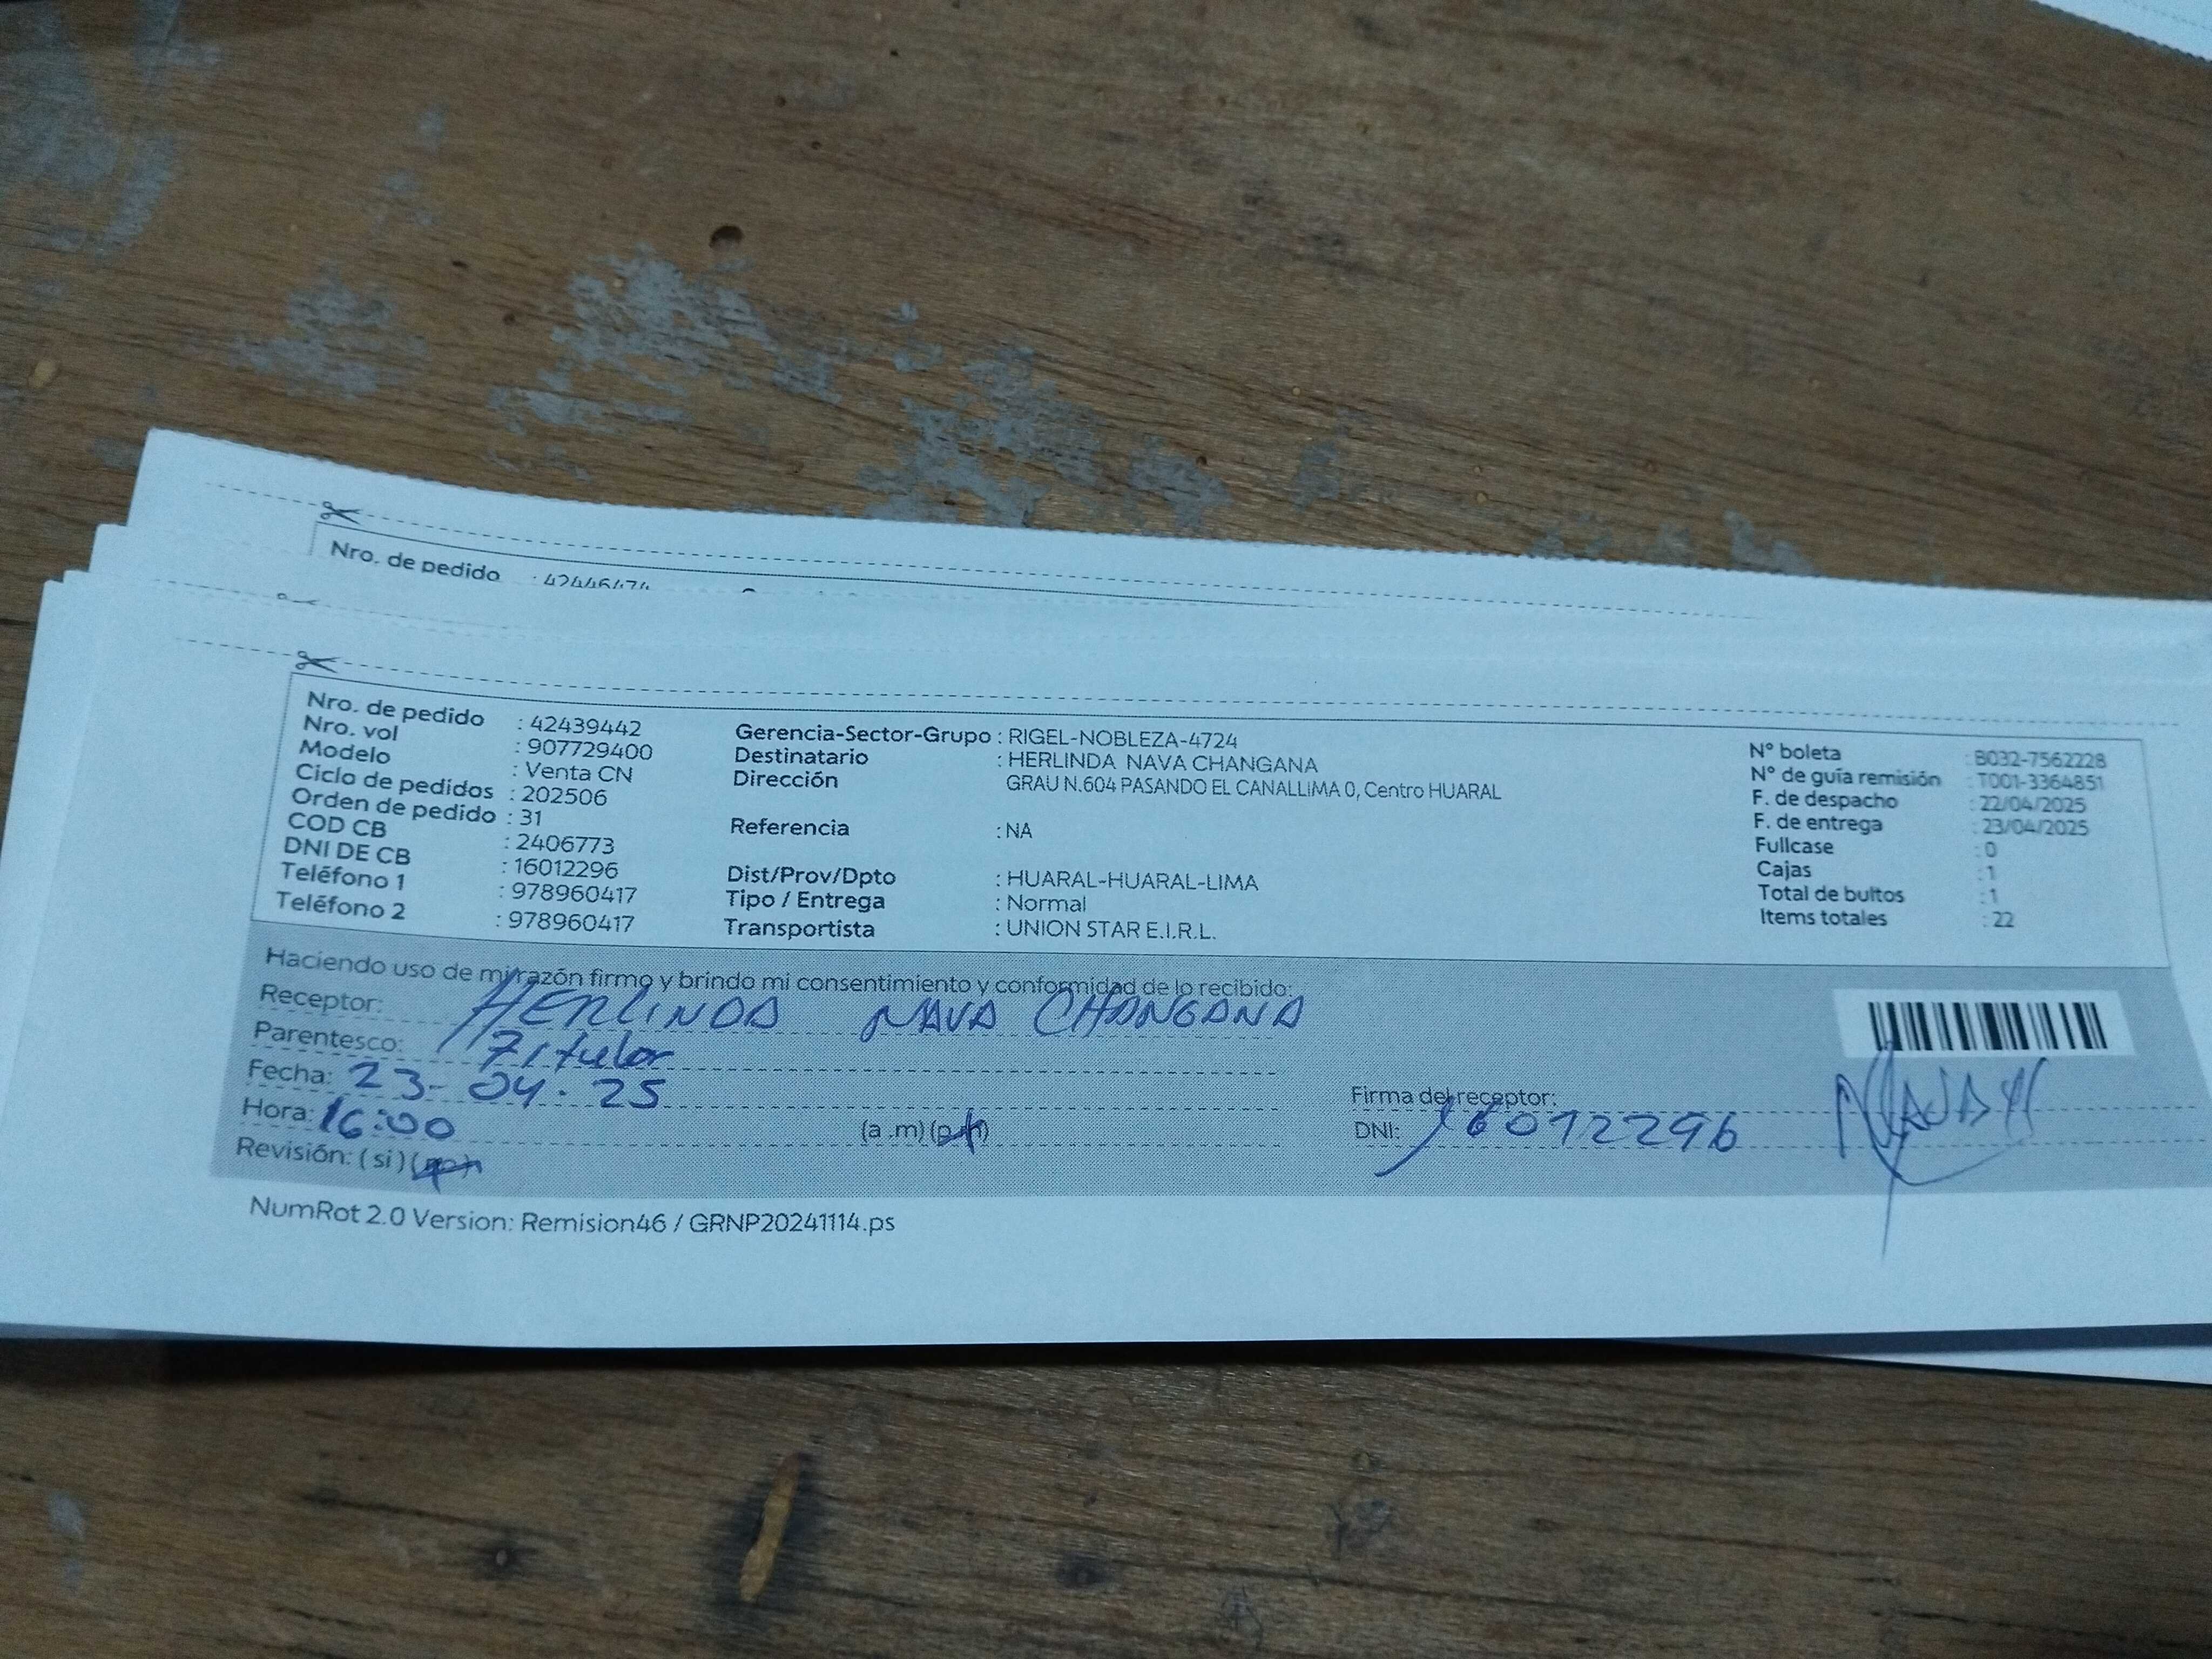 Nro. de pedido : 42446474
Nro. de pedido : 42439442
Nro. vol : 907729400
Modelo : Venta CN
Ciclo de pedidos : 202506
Orden de pedido : 31
COD CB : 2406773
DNI DE CB : 16012296
Teléfono 1 : 978960417
Teléfono 2 : 978960417
Gerencia-Sector-Grupo : RIGEL-NOBLEZA-4724
Destinatario : HERLINDA NAVA CHANGANA
Dirección GRAU N.604 PASANDO EL CANALLIMA 0, Centro HUARAL
Referencia : NA
Dist/Prov/Dpto : HUARAL-HUARAL-LIMA
Tipo / Entrega : Normal
Transportista : UNION STAR E.I.R.L.
N° boleta : B032-7562228
N° de guía remisión : T001-3364851
F. de despacho : 22/04/2025
F. de entrega : 23/04/2025
Fullcase : 0
Cajas : 1
Total de bultos : 1
Items totales : 22
Haciendo uso de mi razón firmo y brindo mi consentimiento y conformidad de lo recibido:
Receptor: HERLINDA NAVA CHANGANA
Parentesco: Titular
Fecha: 23-04-25
Hora: 16:00 (a .m) (p.m)
Revisión: (si) (no)
Firma del receptor:
DNI: 16012296
NumRot 2.0 Version: Remision46 / GRNP20241114.ps